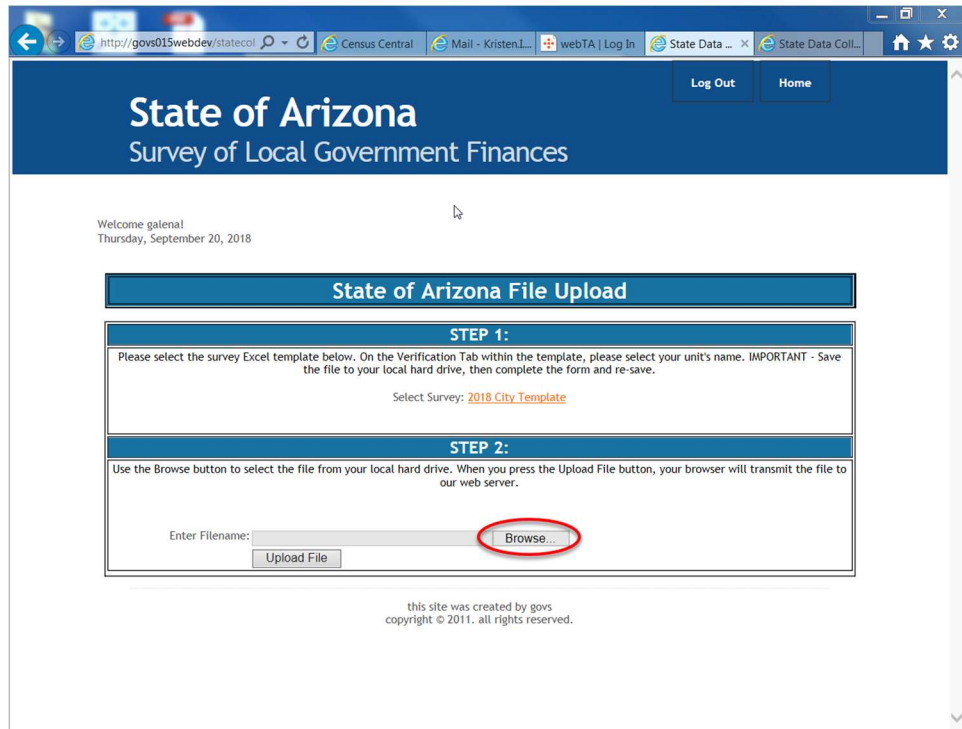 http://govs015webdev/statecol
Census Central
Mail - Kristen.I...
webTA | Log In
State Data ...
State Data Coll...
Log Out
Home
State of Arizona
Survey of Local Government Finances
Welcome galena!
Thursday, September 20, 2018
State of Arizona File Upload
STEP 1:
Please select the survey Excel template below. On the Verification Tab within the template, please select your unit's name. IMPORTANT - Save
the file to your local hard drive, then complete the form and re-save.
Select Survey: 2018 City Template
STEP 2:
Use the Browse button to select the file from your local hard drive. When you press the Upload File button, your browser will transmit the file to
our web server.
Enter Filename:
Browse...
Upload File
this site was created by govs
copyright © 2011. all rights reserved.